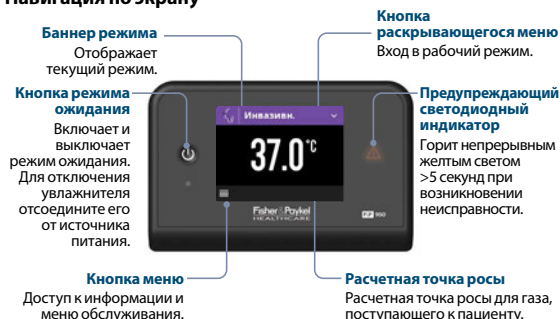 Навигация по экрану
Баннер режима
Отображает
текущий режим.
Кнопка
раскрывающегося меню
Вход в рабочий режим.
Кнопка режима
ожидания
Включает и
выключает
режим ожидания.
Для отключения
увлажнителя
отсоедините его
от источника
питания.
Инвазивн.
37.0°C
Fisher & Paykel
HEALTHCARE
F&P 950
Предупреждающий
светодиодный
индикатор
Горит непрерывным
желтым светом
>5 секунд при
возникновении
неисправности.
Кнопка меню
Доступ к информации и
меню обслуживания.
Расчетная точка росы
Расчетная точка росы для газа,
поступающего к пациенту.